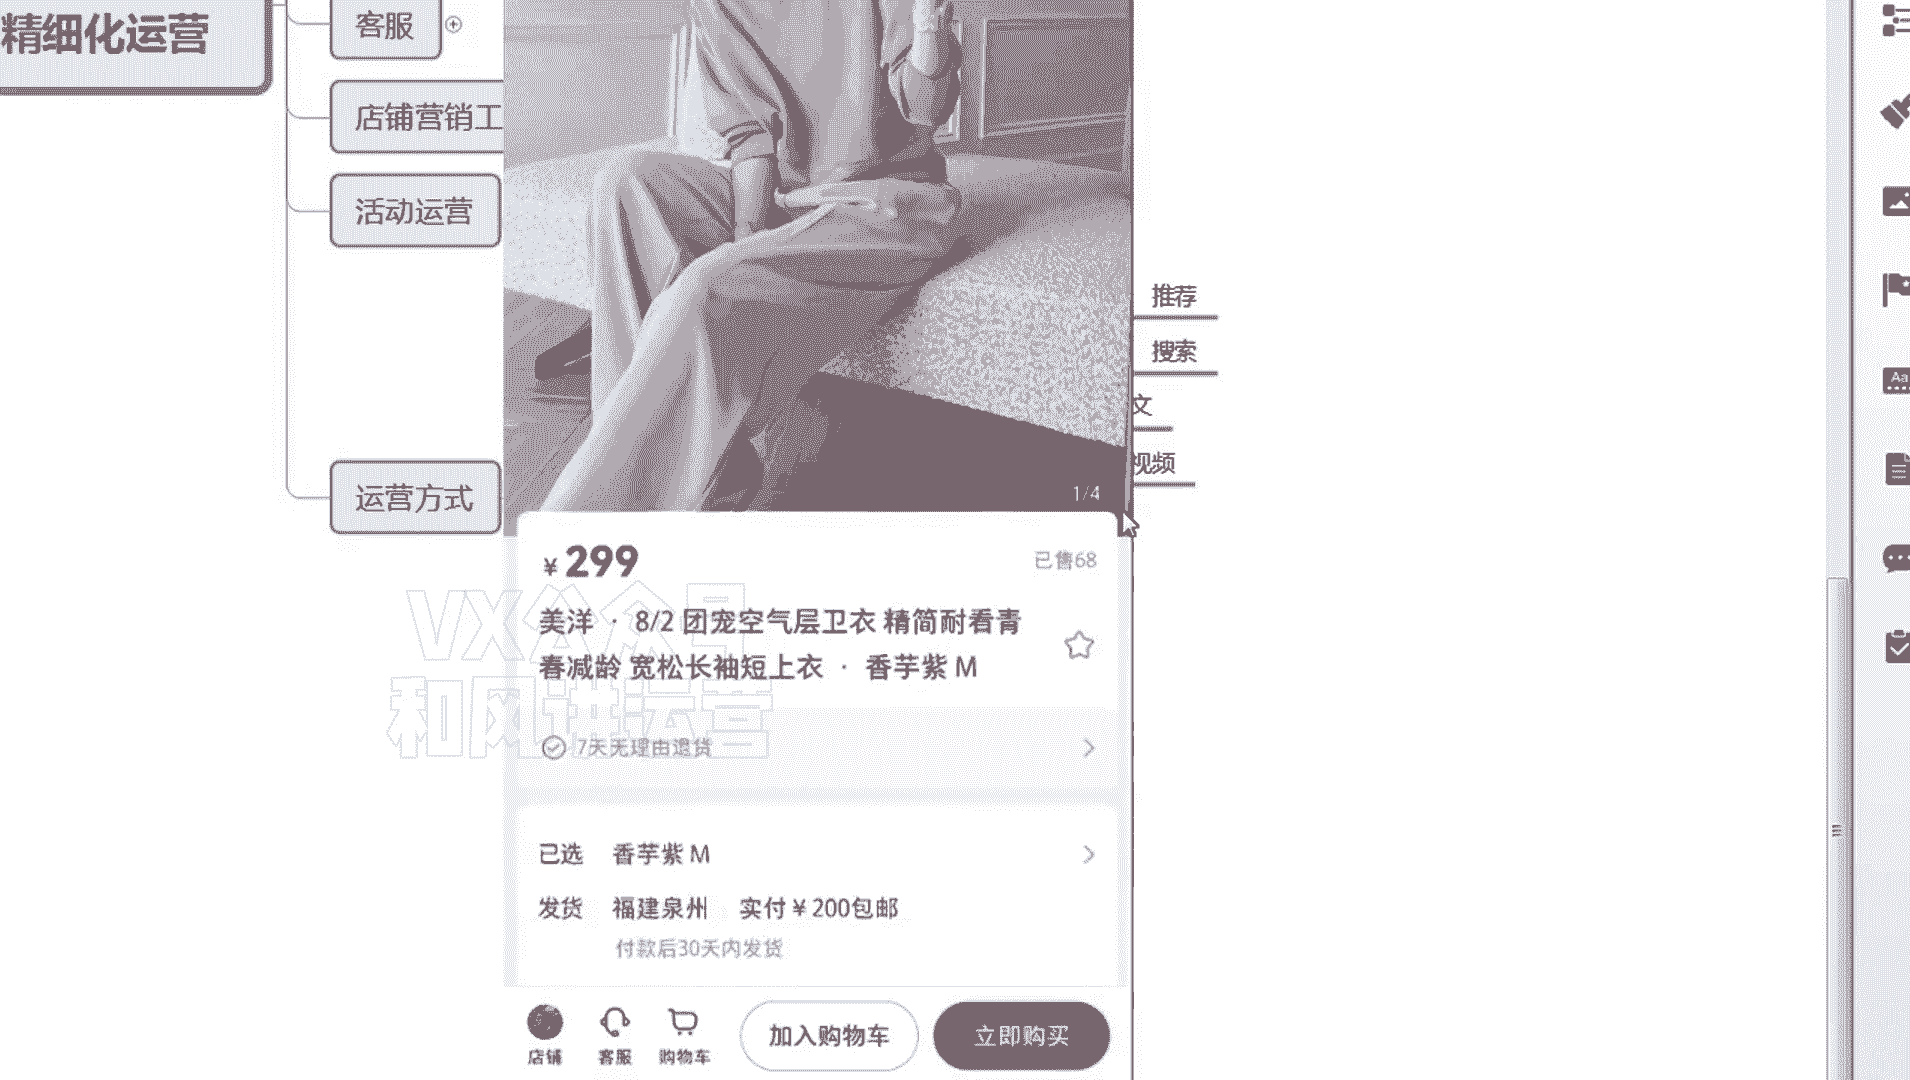 精细化运营
客服
店铺营销工
活动运营
运营方式
推荐
搜索
文
视频
1/4
¥299
已售68
美洋 · 8/2 团宠空气层卫衣 精简耐看青
春减龄 宽松长袖短上衣 · 香芋紫 M
VX公众号
和风讲运营
7天无理由退货
已选 香芋紫 M
发货 福建泉州 实付¥200包邮
付款后30天内发货
店铺
客服
购物车
加入购物车
立即购买
Aa